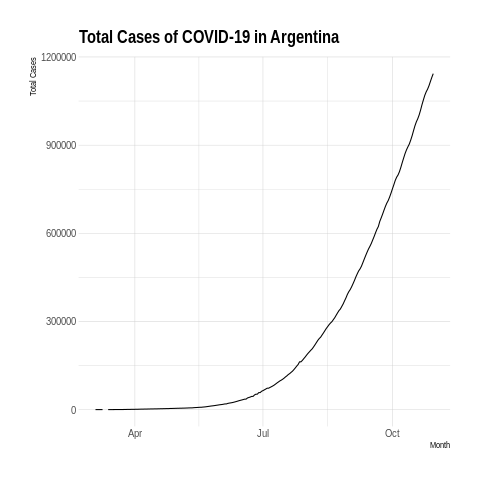 Total Cases of COVID-19 in Argentina
Total Cases
1200000
900000
600000
300000
0
Apr Jul Oct
Month